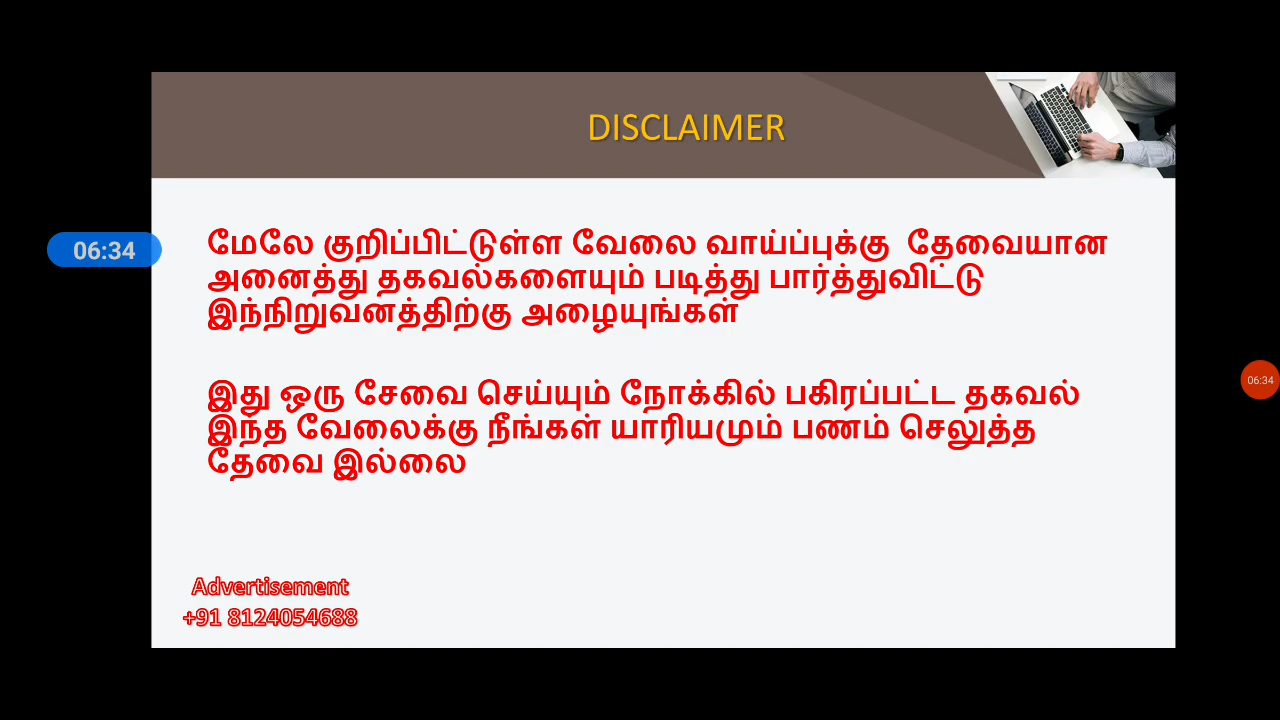 DISCLAIMER
மேலே குறிப்பிட்டுள்ள வேலை வாய்ப்புக்கு தேவையான
அனைத்து தகவல்களையும் படித்து பார்த்துவிட்டு
இந்நிறுவனத்திற்கு அழையுங்கள்
06:34
06:34
இது ஒரு சேவை செய்யும் நோக்கில் பகிரப்பட்ட தகவல்
இந்த வேலைக்கு நீங்கள் யாரியமும் பணம் செலுத்த
தேவை இல்லை
Advertisement
+91 8124054688